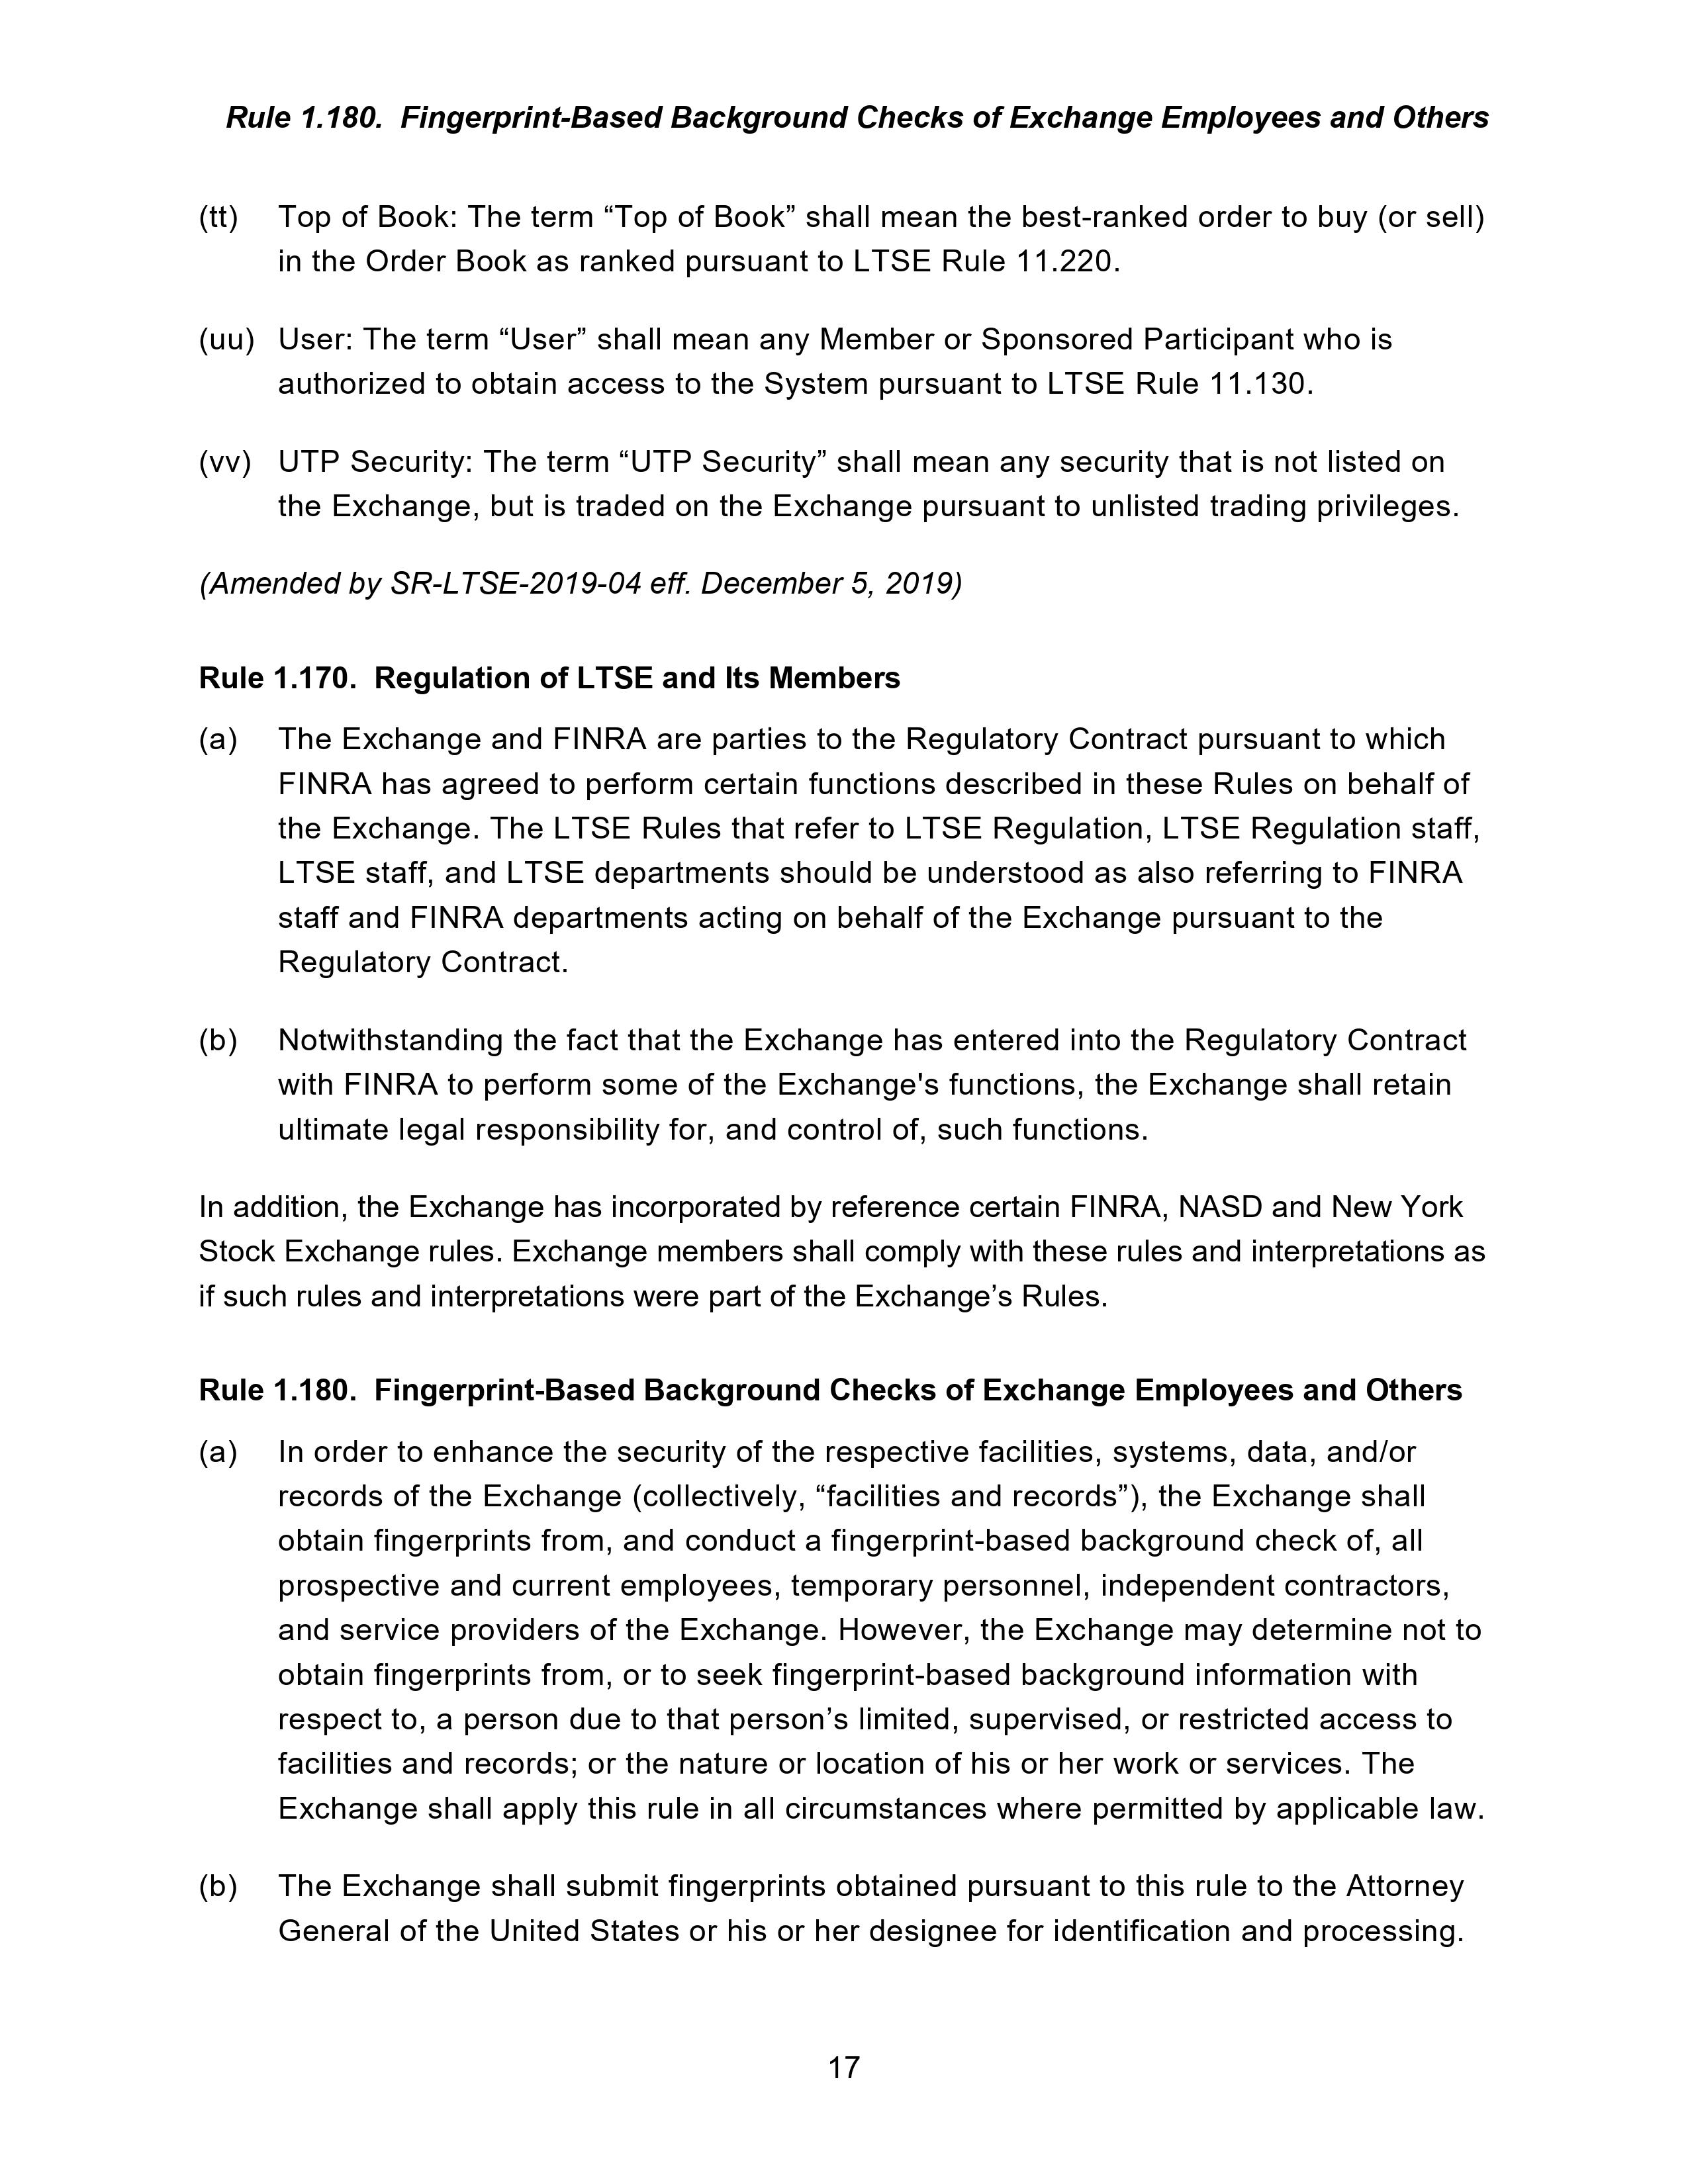 Rule 1.180.  Fingerprint-Based Background Checks of Exchange Employees and Others
(tt) Top of Book: The term “Top of Book” shall mean the best-ranked order to buy (or sell)
in the Order Book as ranked pursuant to LTSE Rule 11.220.
(uu) User: The term “User” shall mean any Member or Sponsored Participant who is
authorized to obtain access to the System pursuant to LTSE Rule 11.130.
(vv) UTP Security: The term “UTP Security” shall mean any security that is not listed on
the Exchange, but is traded on the Exchange pursuant to unlisted trading privileges.
(Amended by SR-LTSE-2019-04 eff. December 5, 2019)
Rule 1.170.  Regulation of LTSE and Its Members
(a) The Exchange and FINRA are parties to the Regulatory Contract pursuant to which
FINRA has agreed to perform certain functions described in these Rules on behalf of
the Exchange. The LTSE Rules that refer to LTSE Regulation, LTSE Regulation staff,
LTSE staff, and LTSE departments should be understood as also referring to FINRA
staff and FINRA departments acting on behalf of the Exchange pursuant to the
Regulatory Contract.
(b) Notwithstanding the fact that the Exchange has entered into the Regulatory Contract
with FINRA to perform some of the Exchange's functions, the Exchange shall retain
ultimate legal responsibility for, and control of, such functions.
In addition, the Exchange has incorporated by reference certain FINRA, NASD and New York
Stock Exchange rules. Exchange members shall comply with these rules and interpretations as
if such rules and interpretations were part of the Exchange’s Rules.
Rule 1.180.  Fingerprint-Based Background Checks of Exchange Employees and Others
(a) In order to enhance the security of the respective facilities, systems, data, and/or
records of the Exchange (collectively, “facilities and records”), the Exchange shall
obtain fingerprints from, and conduct a fingerprint-based background check of, all
prospective and current employees, temporary personnel, independent contractors,
and service providers of the Exchange. However, the Exchange may determine not to
obtain fingerprints from, or to seek fingerprint-based background information with
respect to, a person due to that person’s limited, supervised, or restricted access to
facilities and records; or the nature or location of his or her work or services. The
Exchange shall apply this rule in all circumstances where permitted by applicable law.
(b) The Exchange shall submit fingerprints obtained pursuant to this rule to the Attorney
General of the United States or his or her designee for identification and processing.
17